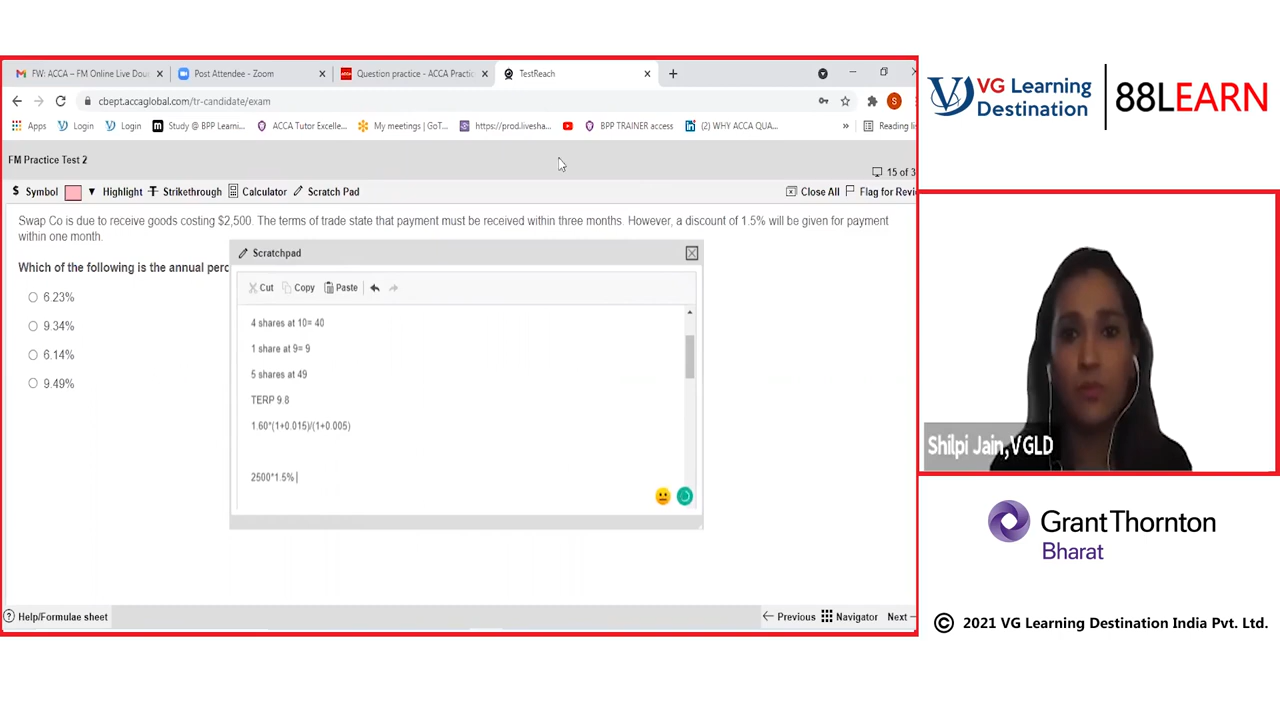 FW: ACCA – FM Online Live Dou
Post Attendee - Zoom
Question practice - ACCA Practic
TestReach
cbept.accaglobal.com/tr-candidate/exam
Apps
Login
Login
Study @ BPP Learni...
ACCA Tutor Excelle...
My meetings | GoT...
https://prod.livesha...
BPP TRAINER access
(2) WHY ACCA QUA...
»
Reading lis
FM Practice Test 2
15 of 3
$ Symbol
Highlight
Strikethrough
Calculator
Scratch Pad
Close All
Flag for Revie
Swap Co is due to receive goods costing $2,500. The terms of trade state that payment must be received within three months. However, a discount of 1.5% will be given for payment
within one month.
Which of the following is the annual perc
6.23%
9.34%
6.14%
9.49%
Scratchpad
Cut
Copy
Paste
4 shares at 10= 40
1 share at 9= 9
5 shares at 49
TERP 9.8
1.60*(1+0.015)/(1+0.005)
2500*1.5%
Help/Formulae sheet
Previous
Navigator
Next
VG Learning
Destination
88LEARN
Shilpi Jain,VGLD
Grant Thornton
Bharat
© 2021 VG Learning Destination India Pvt. Ltd.